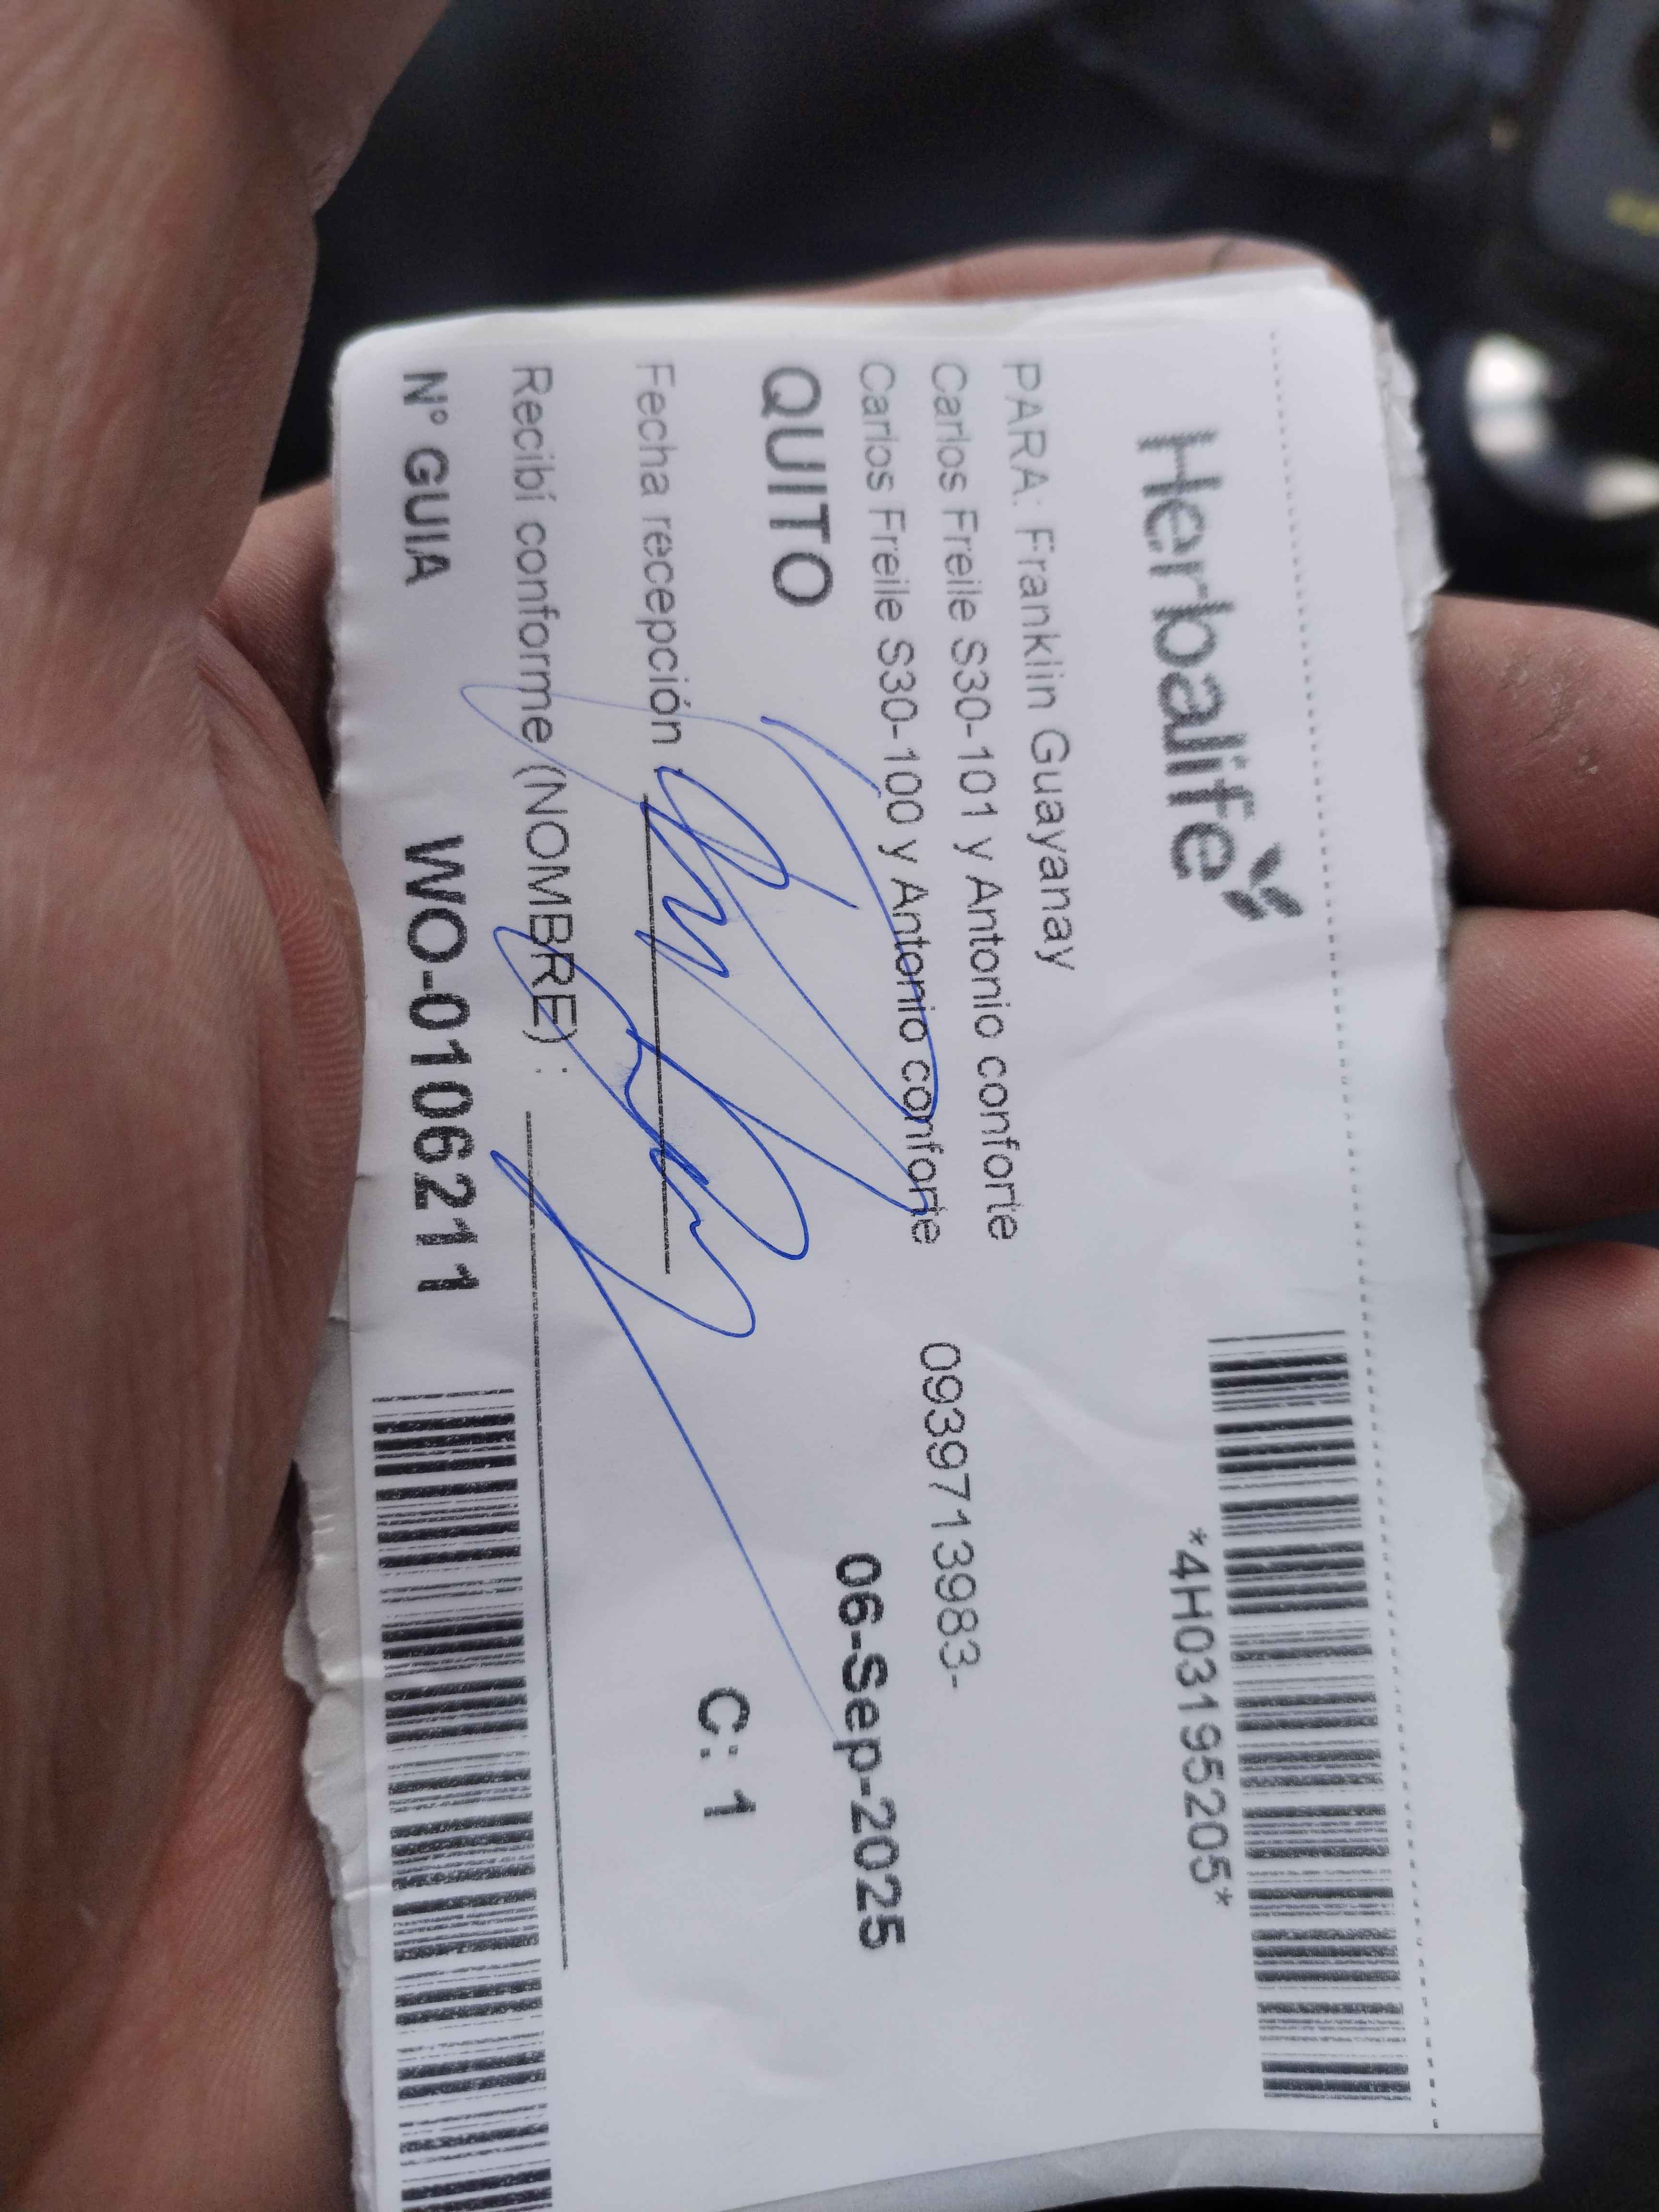 Herbalife
*4H03195205*
PARA: Franklin Guayanay
Carlos Freile S30-101 y Antonio conforte
Carlos Freile S30-100 y Antonio conforte
0939713983-
QUITO
06-Sep-2025
Fecha recepción
C: 1
Recibí conforme (NOMBRE) :
N° GUIA WO-0106211